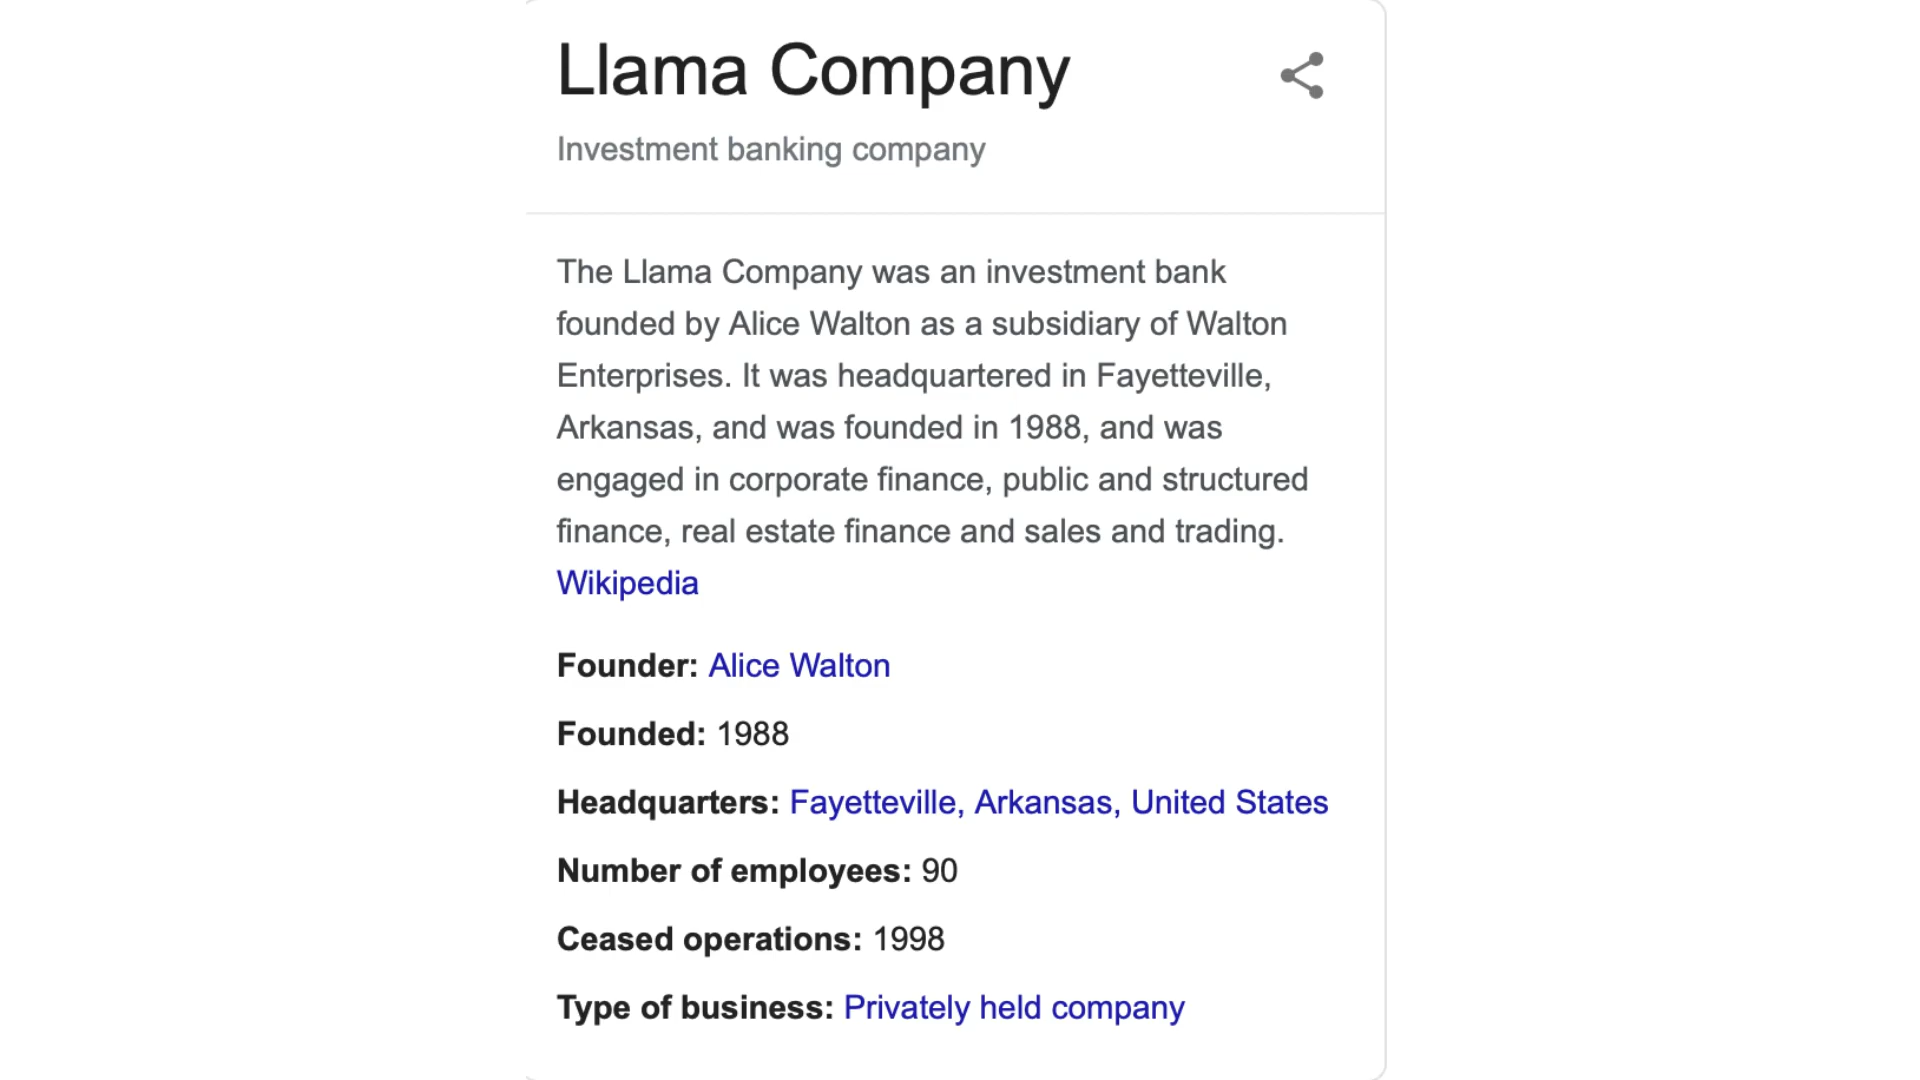 Llama Company
Investment banking company
The Llama Company was an investment bank
founded by Alice Walton as a subsidiary of Walton
Enterprises. It was headquartered in Fayetteville,
Arkansas, and was founded in 1988, and was
engaged in corporate finance, public and structured
finance, real estate finance and sales and trading.
Wikipedia
Founder: Alice Walton
Founded: 1988
Headquarters: Fayetteville, Arkansas, United States
Number of employees: 90
Ceased operations: 1998
Type of business: Privately held company